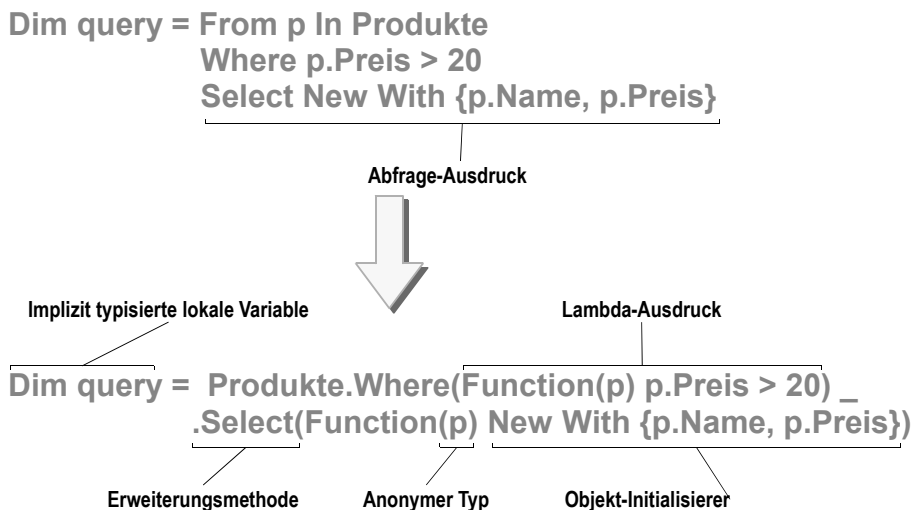 Dim query = From p In Produkte
Where p.Preis > 20
Select New With {p.Name, p.Preis}
Abfrage-Ausdruck
Implizit typisierte lokale Variable
Lambda-Ausdruck
Dim query = Produkte.Where(Function(p) p.Preis > 20) _
.Select(Function(p) New With {p.Name, p.Preis})
Erweiterungsmethode
Anonymer Typ
Objekt-Initialisierer